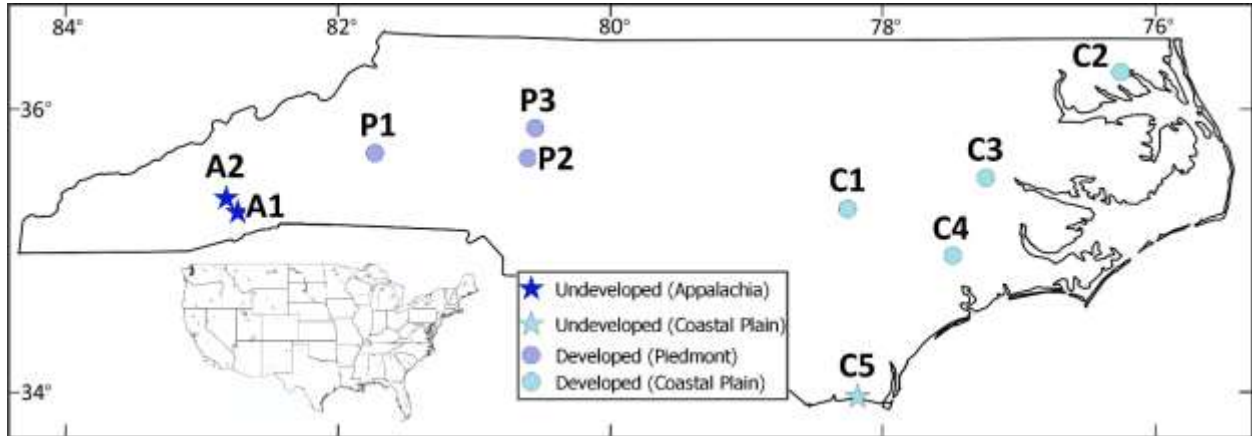 84° 82° 80° 78° 76°
C2
36°
P3
P1
P2
C3
A2
A1
C1
C4
Undeveloped (Appalachia)
Undeveloped (Coastal Plain)
Developed (Piedmont)
Developed (Coastal Plain)
C5
34°